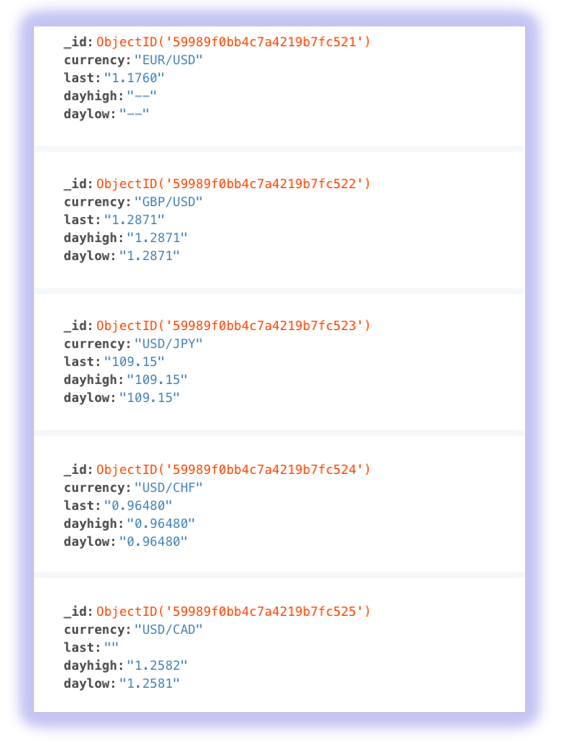 _id: ObjectID('59989f0bb4c7a4219b7fc521')
currency: "EUR/USD"
last: "1.1760"
dayhigh: "--"
daylow: "--"
_id: ObjectID('59989f0bb4c7a4219b7fc522')
currency: "GBP/USD"
last: "1.2871"
dayhigh: "1.2871"
daylow: "1.2871"
_id: ObjectID('59989f0bb4c7a4219b7fc523')
currency: "USD/JPY"
last: "109.15"
dayhigh: "109.15"
daylow: "109.15"
_id: ObjectID('59989f0bb4c7a4219b7fc524')
currency: "USD/CHF"
last: "0.96480"
dayhigh: "0.96480"
daylow: "0.96480"
_id: ObjectID('59989f0bb4c7a4219b7fc525')
currency: "USD/CAD"
last: ""
dayhigh: "1.2582"
daylow: "1.2581"